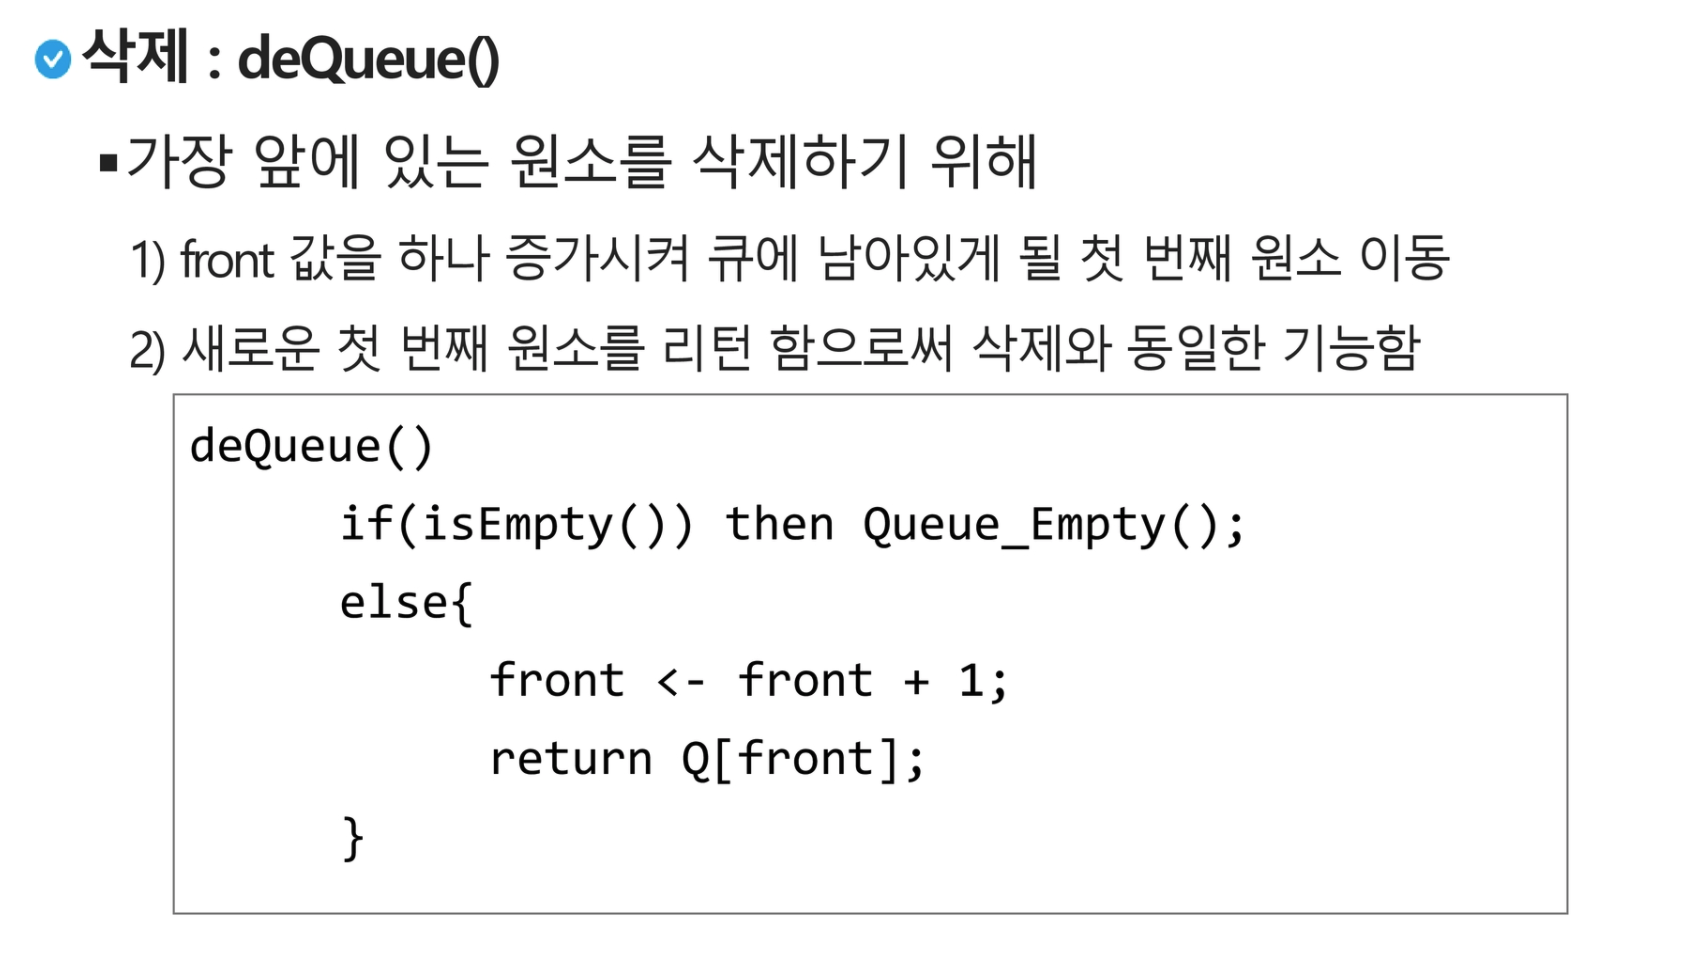 삭제 : deQueue()
▪가장 앞에 있는 원소를 삭제하기 위해
1) front 값을 하나 증가시켜 큐에 남아있게 될 첫 번째 원소 이동
2) 새로운 첫 번째 원소를 리턴 함으로써 삭제와 동일한 기능함
deQueue()
if(isEmpty()) then Queue_Empty();
else{
front <- front + 1;
return Q[front];
}